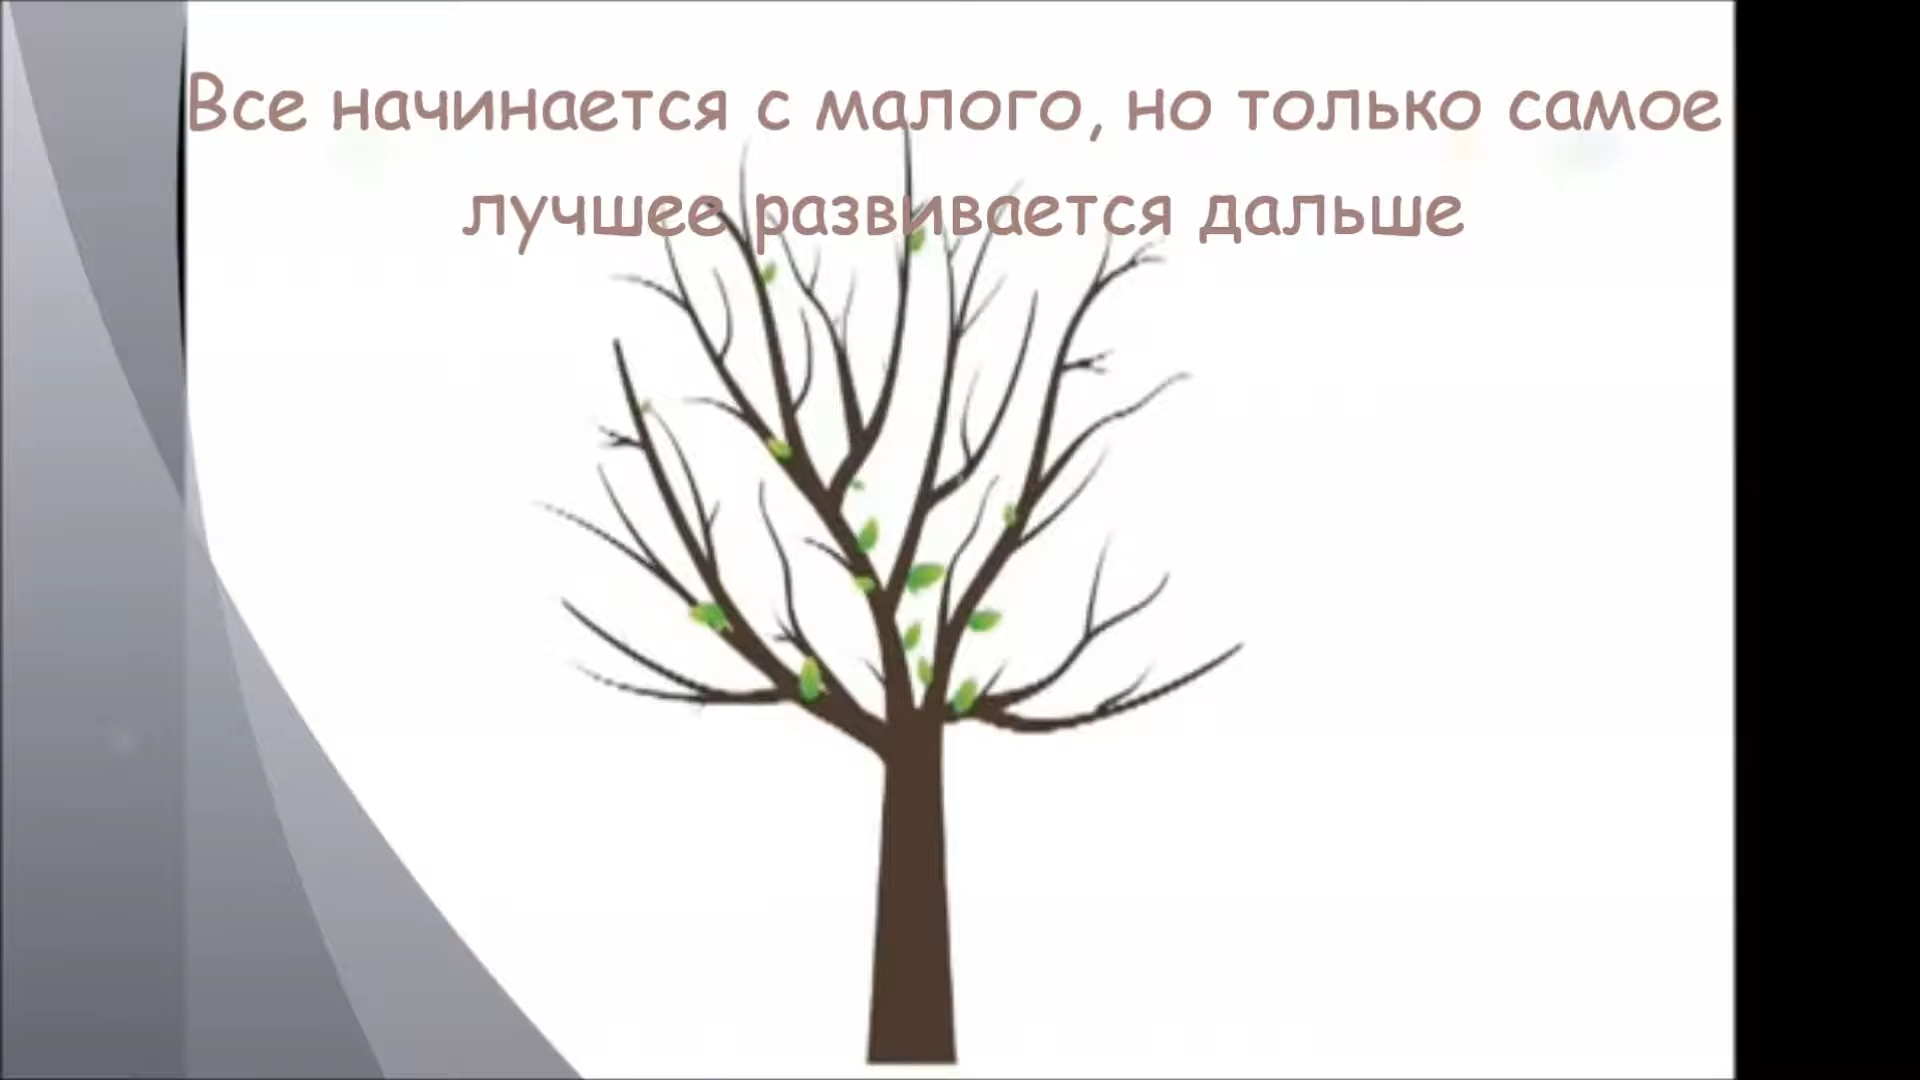 Все начинается с малого, но только самое
лучшее развивается дальше